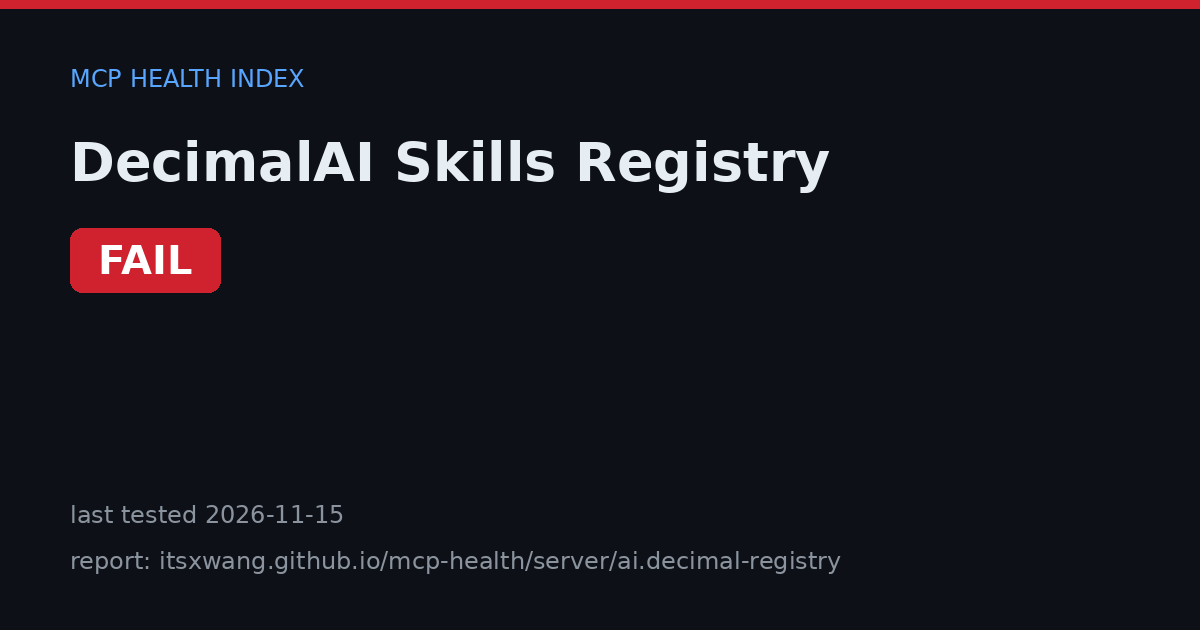 MCP HEALTH INDEX
DecimalAI Skills Registry
FAIL
last tested 2026-11-15
report: itsxwang.github.io/mcp-health/server/ai.decimal-registry